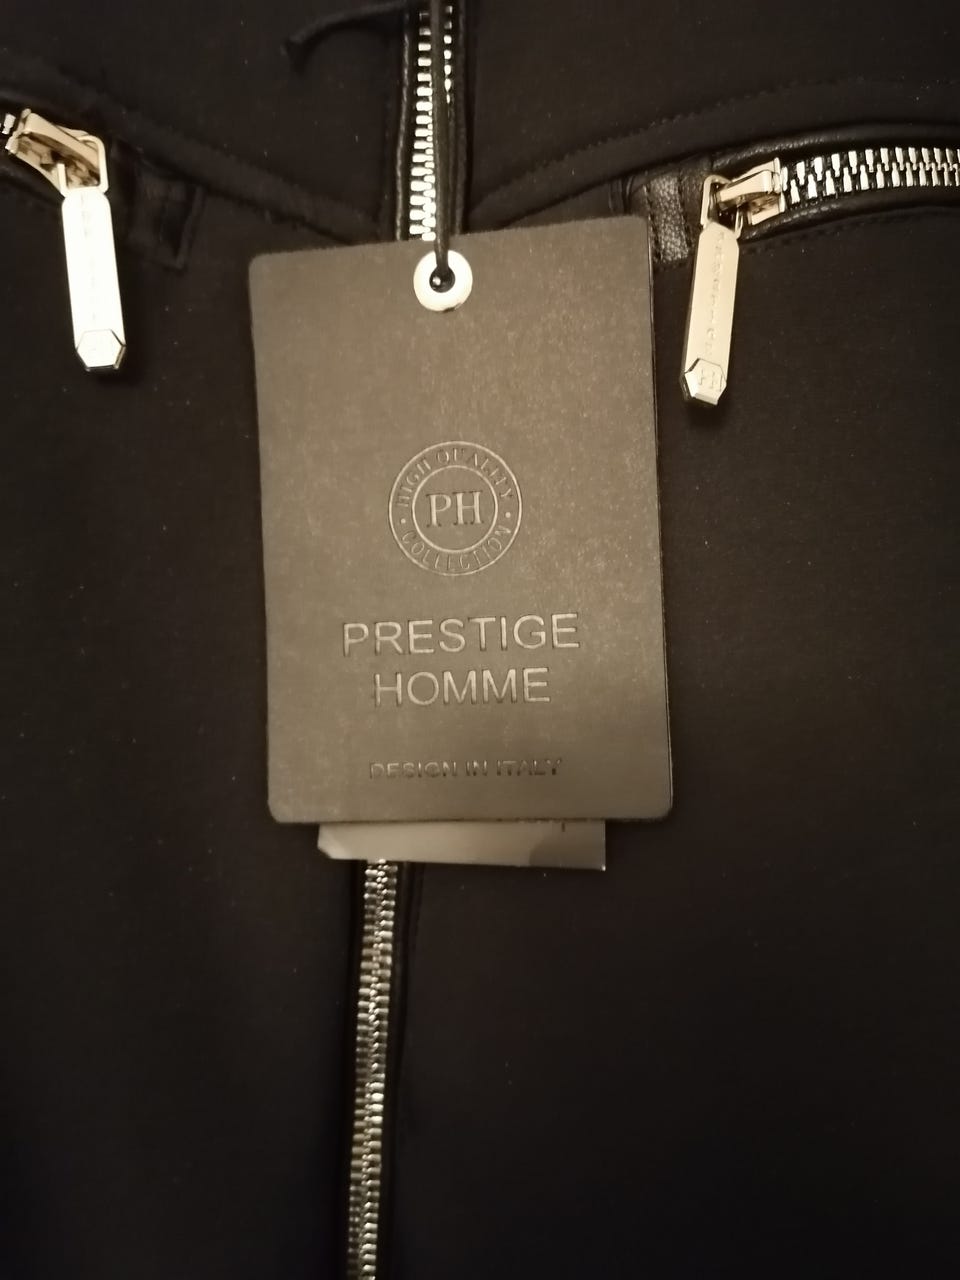 HIGH QUALITY
PH
COLLECTION
PRESTIGE
HOMME
DESIGN IN ITALY